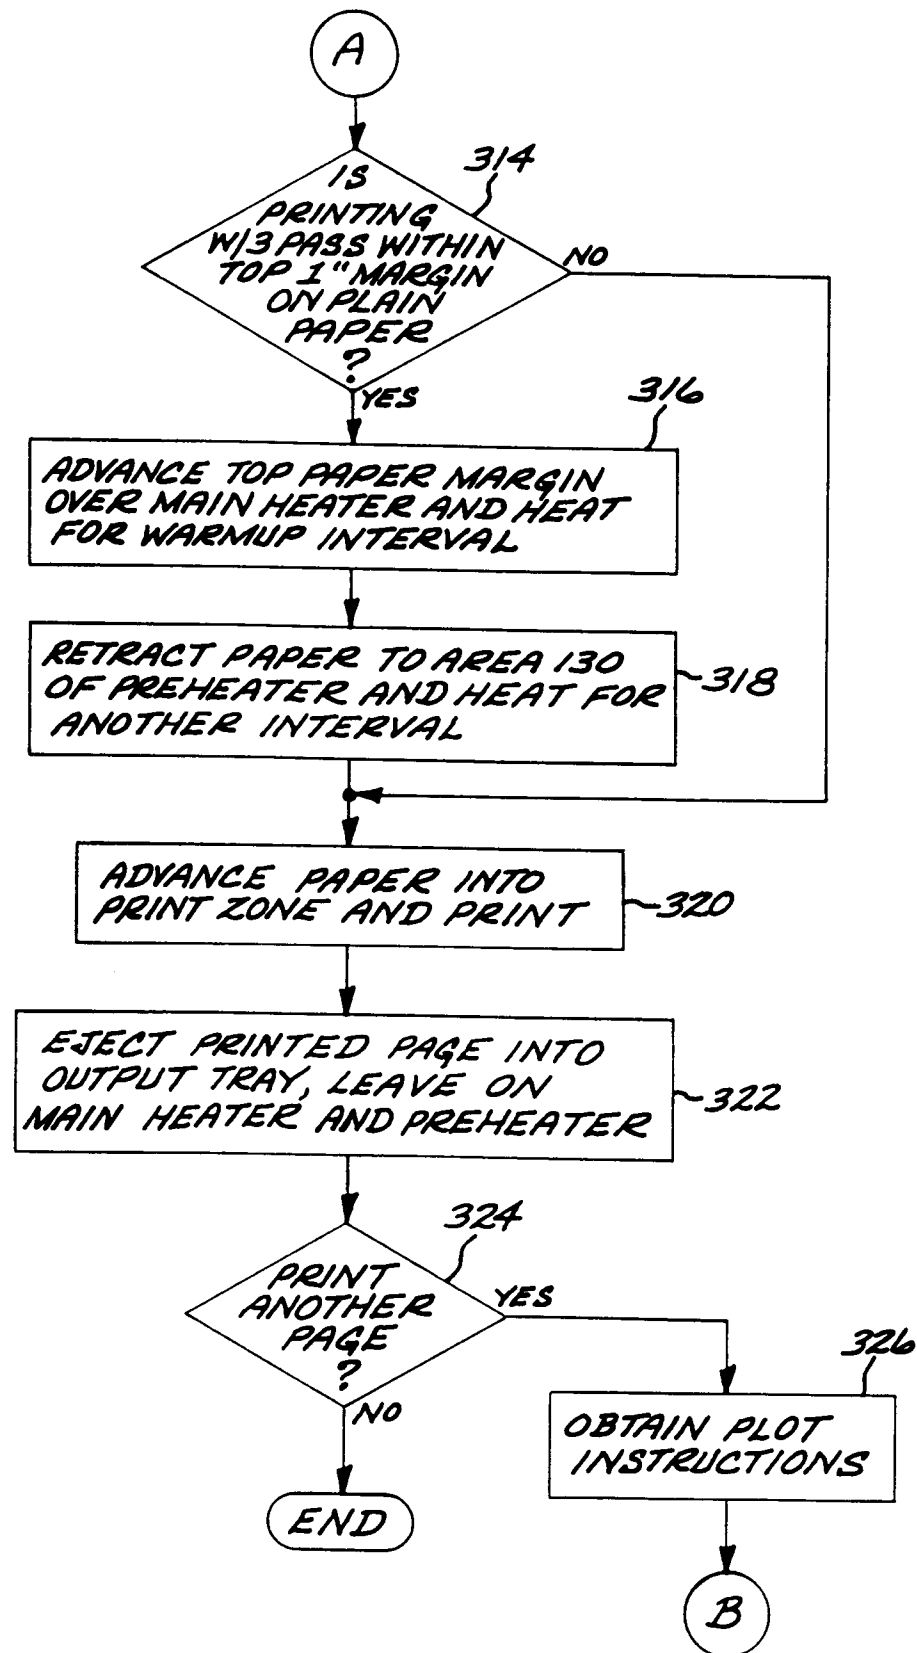 A
314
IS
PRINTING
W/3 PASS WITHIN
TOP 1" MARGIN
ON PLAIN
PAPER
?
NO
YES
316
ADVANCE TOP PAPER MARGIN
OVER MAIN HEATER AND HEAT
FOR WARMUP INTERVAL
RETRACT PAPER TO AREA 130
OF PREHEATER AND HEAT FOR
ANOTHER INTERVAL
318
ADVANCE PAPER INTO
PRINT ZONE AND PRINT
320
EJECT PRINTED PAGE INTO
OUTPUT TRAY, LEAVE ON
MAIN HEATER AND PREHEATER
322
324
PRINT
ANOTHER
PAGE
?
YES
NO
326
OBTAIN PLOT
INSTRUCTIONS
END
B